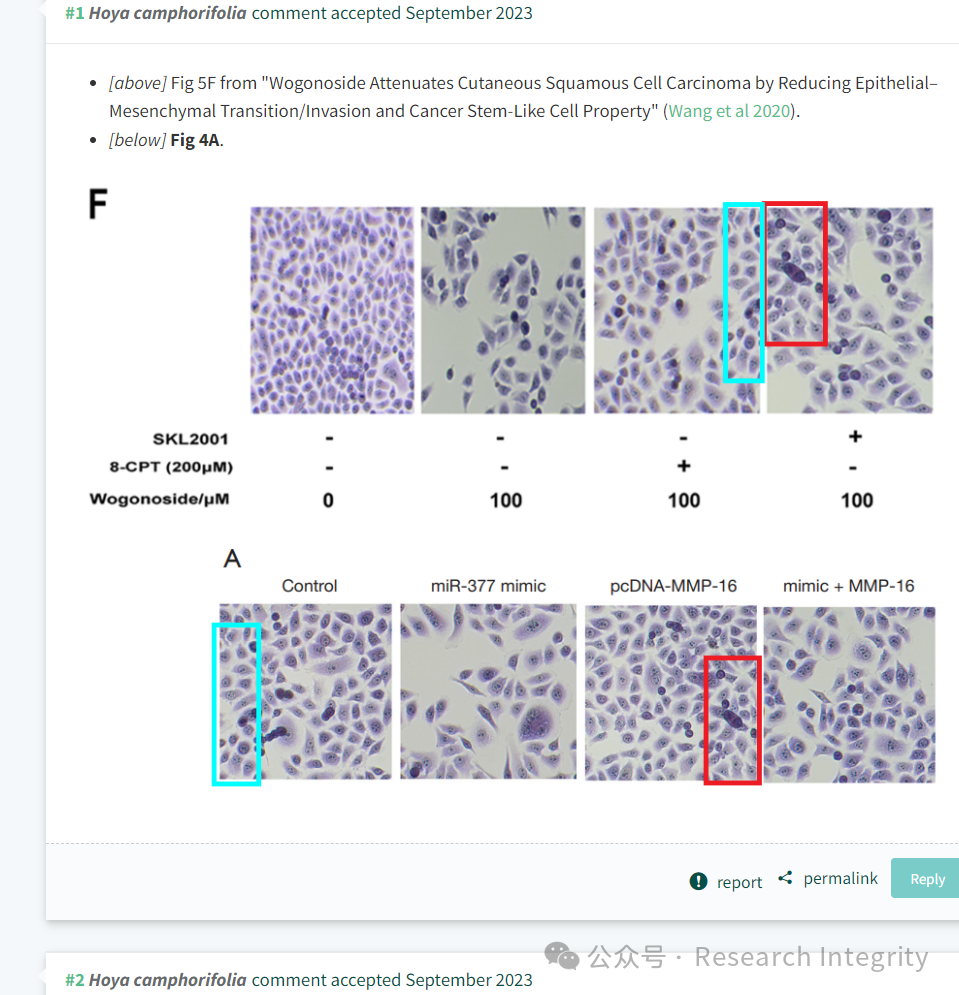 #1 Hoya camphorifolia comment accepted September 2023
[above] Fig 5F from "Wogonoside Attenuates Cutaneous Squamous Cell Carcinoma by Reducing Epithelial–
Mesenchymal Transition/Invasion and Cancer Stem-Like Cell Property" (Wang et al 2020).
[below] Fig 4A.
F
SKL2001 - - - +
8-CPT (200μM) - - + -
Wogonoside/μM 0 100 100 100
A
Control miR-377 mimic pcDNA-MMP-16 mimic + MMP-16
report permalink Reply
公众号 · Research Integrity
#2 Hoya camphorifolia comment accepted September 2023